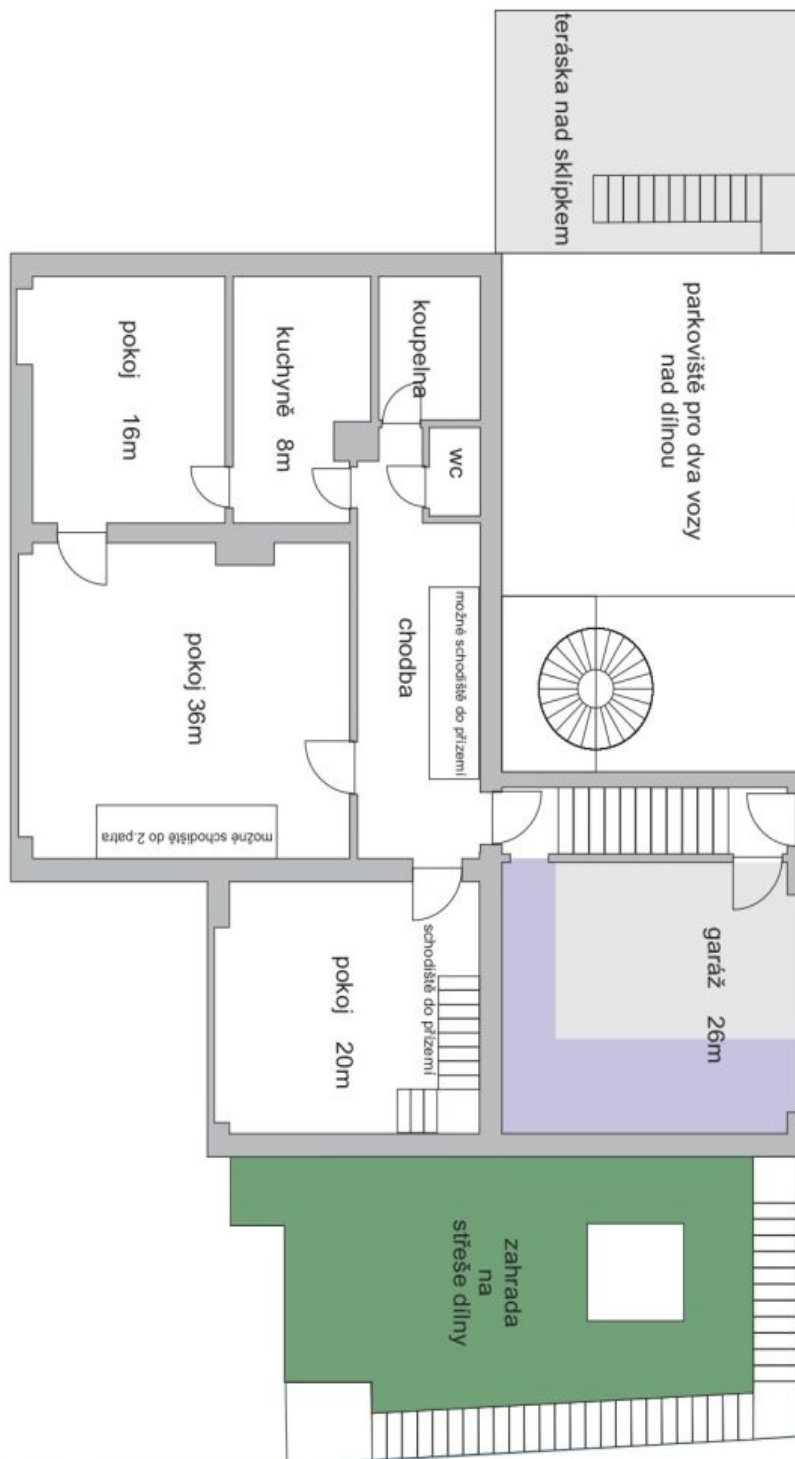 teráska nad sklípkem
parkoviště pro dva vozy
nad dílnou
koupelna
kuchyně 8m
pokoj 16m
wc
možné schodiště do přízemí
chodba
pokoj 36m
možné schodiště do 2.patra
garáž 26m
schodiště do přízemí
pokoj 20m
zahrada
na
střeše dílny